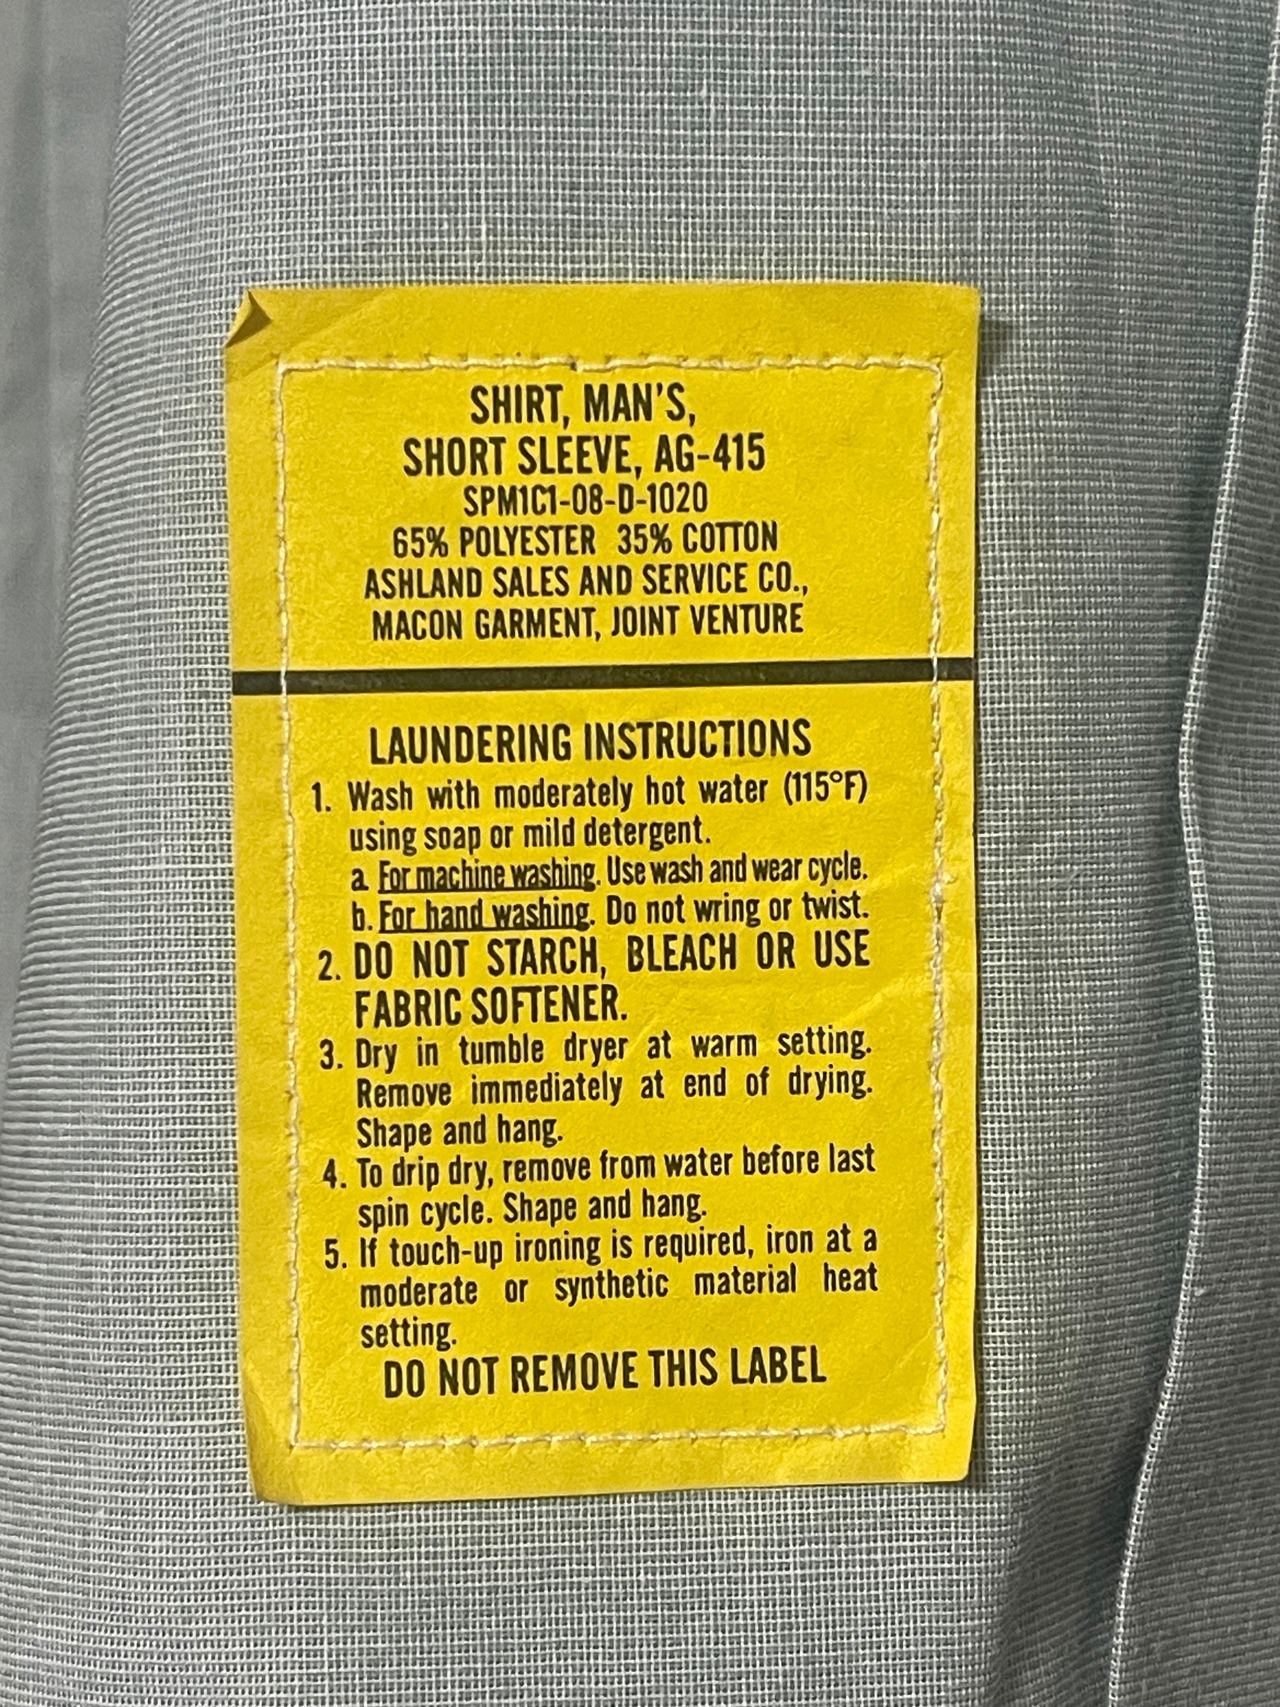 SHIRT, MAN'S,
SHORT SLEEVE, AG-415
SPM1C1-08-D-1020
65% POLYESTER 35% COTTON
ASHLAND SALES AND SERVICE CO.,
MACON GARMENT, JOINT VENTURE
LAUNDERING INSTRUCTIONS
1. Wash with moderately hot water (115°F)
using soap or mild detergent.
a. For machine washing. Use wash and wear cycle.
b. For hand washing. Do not wring or twist.
2. DO NOT STARCH, BLEACH OR USE
FABRIC SOFTENER.
3. Dry in tumble dryer at warm setting.
Remove immediately at end of drying.
Shape and hang.
4. To drip dry, remove from water before last
spin cycle. Shape and hang.
5. If touch-up ironing is required, iron at a
moderate or synthetic material heat
setting.
DO NOT REMOVE THIS LABEL